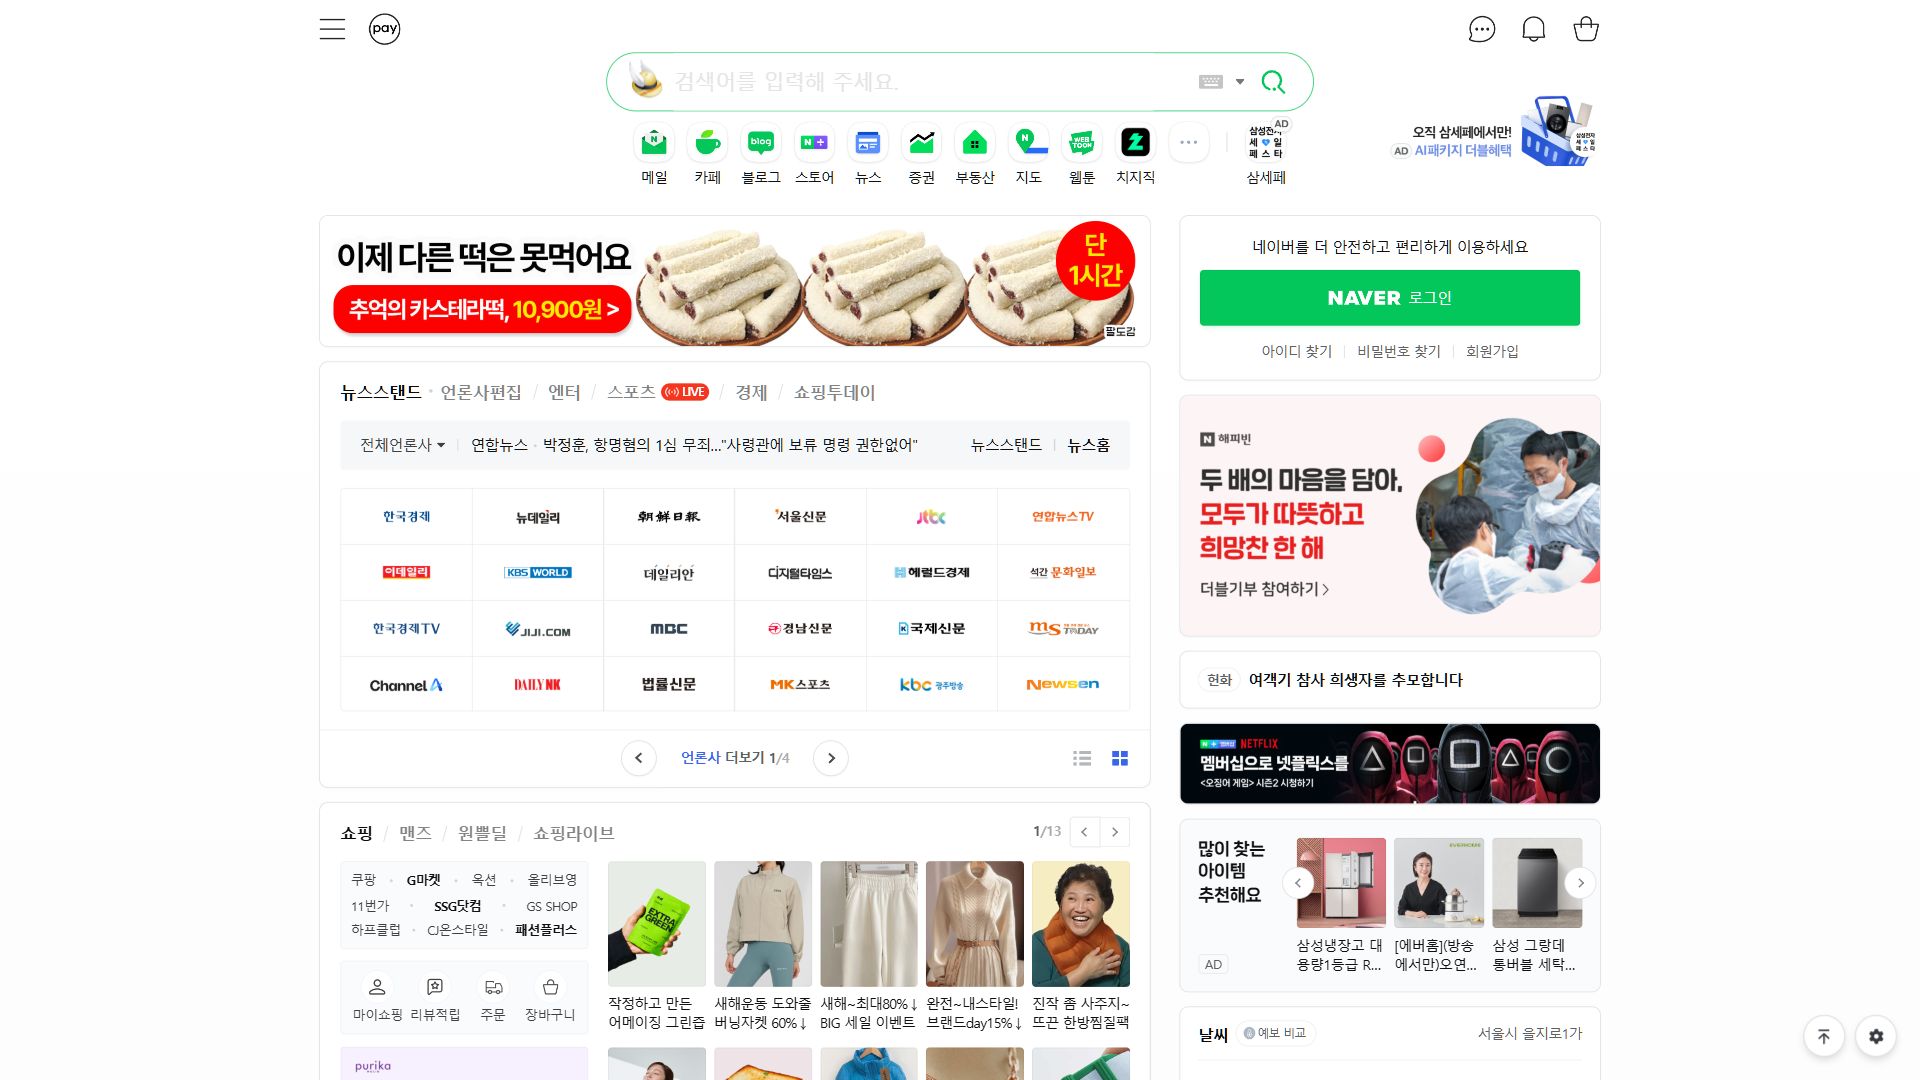 pay
검색어를 입력해 주세요.
메일
카페
blog
블로그
N +
스토어
뉴스
증권
부동산
지도
WEB TOON
웹툰
치지직
AD
삼성전자
세 일
페 스 타
삼세페
오직 삼세페에서만!
AD AI패키지 더블혜택
이제 다른 떡은 못먹어요
추억의 카스테라떡, 10,900원 >
단
1시간
팔도감
네이버를 더 안전하고 편리하게 이용하세요
NAVER 로그인
아이디 찾기
비밀번호 찾기
회원가입
뉴스스탠드 · 언론사편집 / 엔터 / 스포츠 LIVE / 경제 / 쇼핑투데이
전체언론사
연합뉴스 · 박정훈, 항명혐의 1심 무죄…"사령관에 보류 명령 권한없어"
뉴스스탠드
뉴스홈
한국경제
뉴데일리
朝鮮日報
서울신문
jtbc
연합뉴스TV
이데일리
KBS WORLD
데일리안
디지털타임스
헤럴드경제
석간 문화일보
한국경제TV
JIJI.COM
MBC
경남신문
국제신문
MS TODAY
Channel A
DAILY NK
법률신문
MK스포츠
kbc 광주방송
Newsen
언론사 더보기 1/4
N 해피빈
두 배의 마음을 담아,
모두가 따뜻하고
희망찬 한 해
더블기부 참여하기 >
헌화 여객기 참사 희생자를 추모합니다
N + 멤버십 NETFLIX
멤버십으로 넷플릭스를
<오징어 게임> 시즌2 시청하기
쇼핑 / 맨즈 / 원쁠딜 / 쇼핑라이브
1/13
쿠팡 · G마켓 · 옥션 · 올리브영
11번가 · SSG닷컴 · GS SHOP
하프클럽 · CJ온스타일 · 패션플러스
마이쇼핑
리뷰적립
주문
장바구니
purika
EXTRA GREEN
작정하고 만든
어메이징 그린즙
새해운동 도와줄
버닝자켓 60%↓
새해~최대80%↓
BIG 세일 이벤트
완전~내스타일!
브랜드day15%↓
진작 좀 사주지~
뜨끈 한방찜질팩
많이 찾는
아이템
추천해요
AD
EVERHOME
삼성냉장고 대
용량1등급 R...
[에버홈](방송
에서만)오연...
삼성 그랑데
통버블 세탁...
날씨
예보 비교
서울시 을지로1가